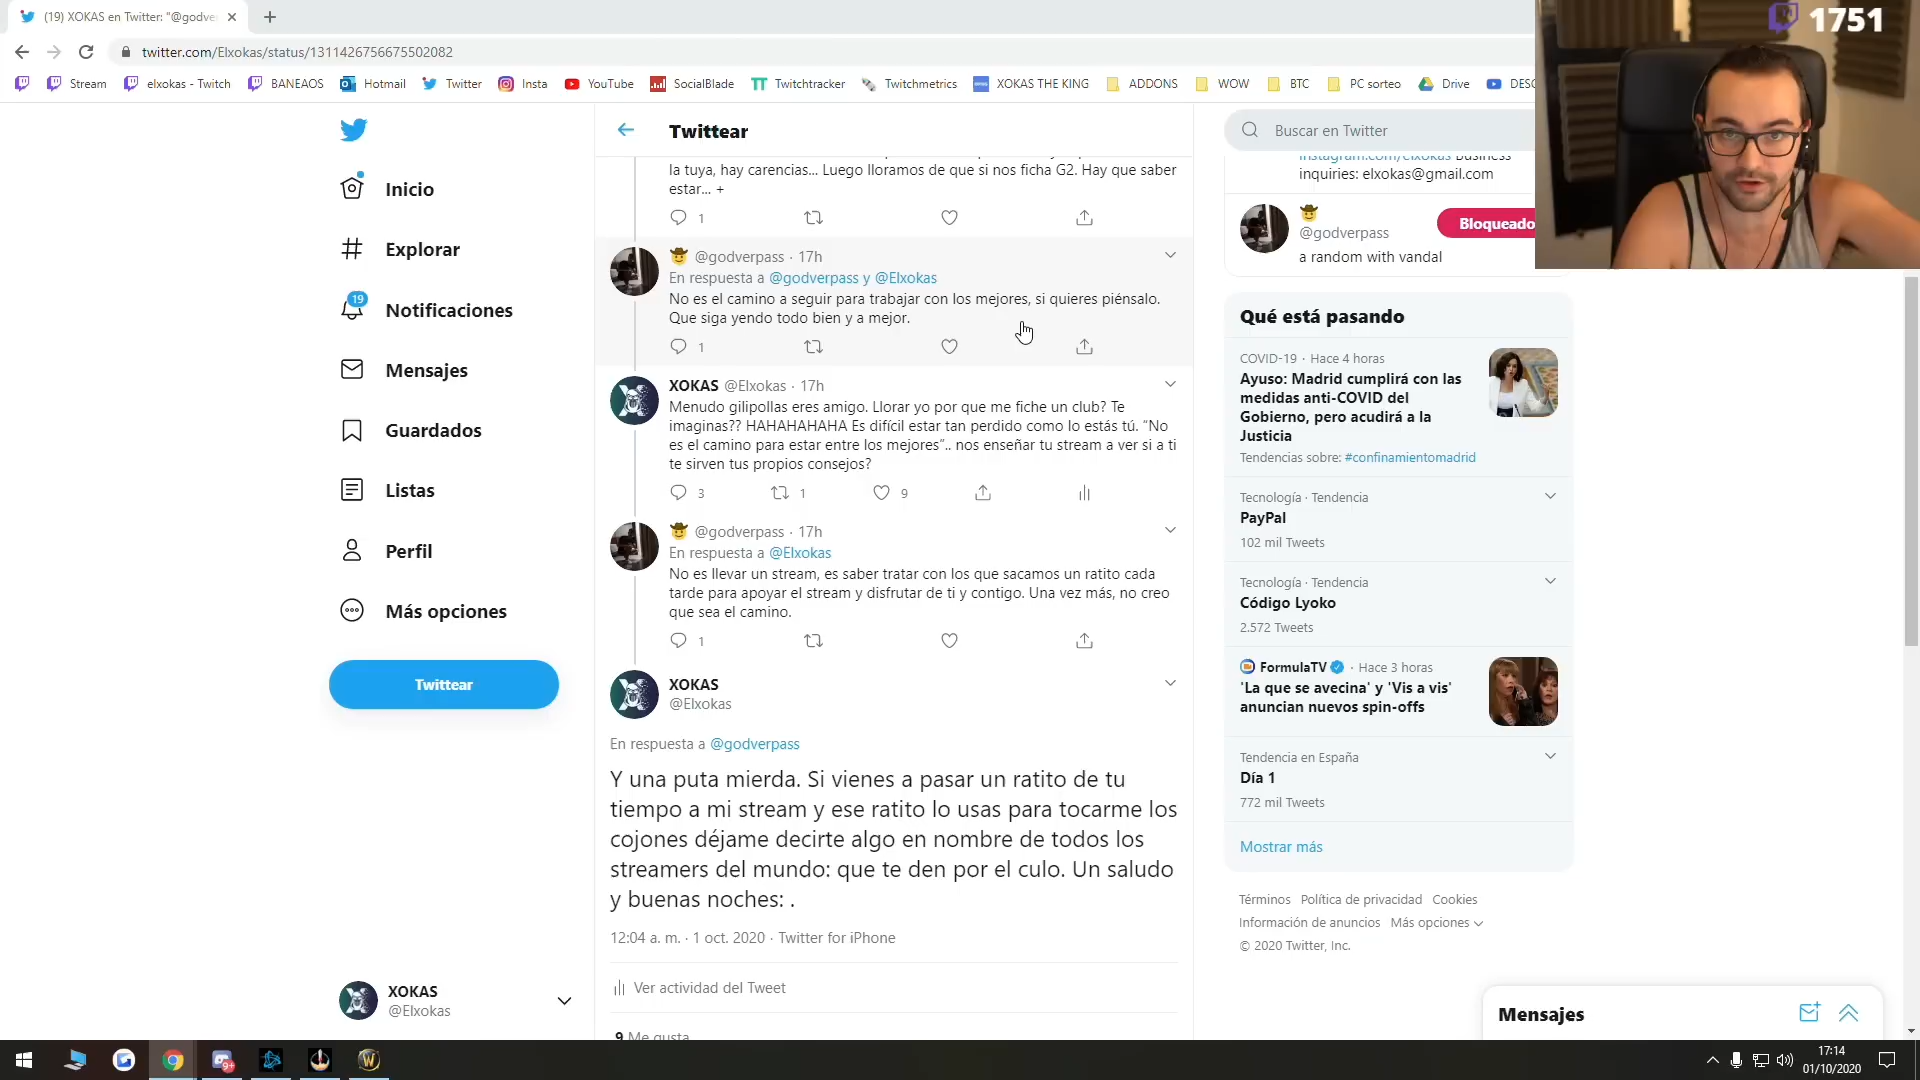 (19) XOKAS en Twitter: "@godve
1751
twitter.com/Elxokas/status/1311426756675502082
Stream
elxokas - Twitch
BANEAOS
Hotmail
Twitter
Insta
YouTube
SocialBlade
Twitchtracker
Twitchmetrics
XOKAS THE KING
ADDONS
WOW
BTC
PC sorteo
Drive
DESC
Inicio
Explorar
19
Notificaciones
Mensajes
Guardados
Listas
Perfil
Más opciones
Twittear
XOKAS
@Elxokas
Twittear
la tuya, hay carencias... Luego lloramos de que si nos ficha G2. Hay que saber
estar... +
1
@godverpass · 17h
En respuesta a @godverpass y @Elxokas
No es el camino a seguir para trabajar con los mejores, si quieres piénsalo.
Que siga yendo todo bien y a mejor.
1
XOKAS @Elxokas · 17h
Menudo gilipollas eres amigo. Llorar yo por que me fiche un club? Te
imaginas?? HAHAHAHAHA Es difícil estar tan perdido como lo estás tú. “No
es el camino para estar entre los mejores”.. nos enseñar tu stream a ver si a ti
te sirven tus propios consejos?
3 1 9
@godverpass · 17h
En respuesta a @Elxokas
No es llevar un stream, es saber tratar con los que sacamos un ratito cada
tarde para apoyar el stream y disfrutar de ti y contigo. Una vez más, no creo
que sea el camino.
1
XOKAS
@Elxokas
En respuesta a @godverpass
Y una puta mierda. Si vienes a pasar un ratito de tu
tiempo a mi stream y ese ratito lo usas para tocarme los
cojones déjame decirte algo en nombre de todos los
streamers del mundo: que te den por el culo. Un saludo
y buenas noches: .
12:04 a. m. · 1 oct. 2020 · Twitter for iPhone
Ver actividad del Tweet
9 Me gusta
Buscar en Twitter
instagram.com/elxokas Business
inquiries: elxokas@gmail.com
@godverpass
Bloqueado
a random with vandal
Qué está pasando
COVID-19 · Hace 4 horas
Ayuso: Madrid cumplirá con las
medidas anti-COVID del
Gobierno, pero acudirá a la
Justicia
Tendencias sobre: #confinamientomadrid
Tecnología · Tendencia
PayPal
102 mil Tweets
Tecnología · Tendencia
Código Lyoko
2.572 Tweets
FormulaTV · Hace 3 horas
'La que se avecina' y 'Vis a vis'
anuncian nuevos spin-offs
Tendencia en España
Día 1
772 mil Tweets
Mostrar más
Términos Política de privacidad Cookies
Información de anuncios Más opciones
© 2020 Twitter, Inc.
Mensajes
9+
17:14
01/10/2020